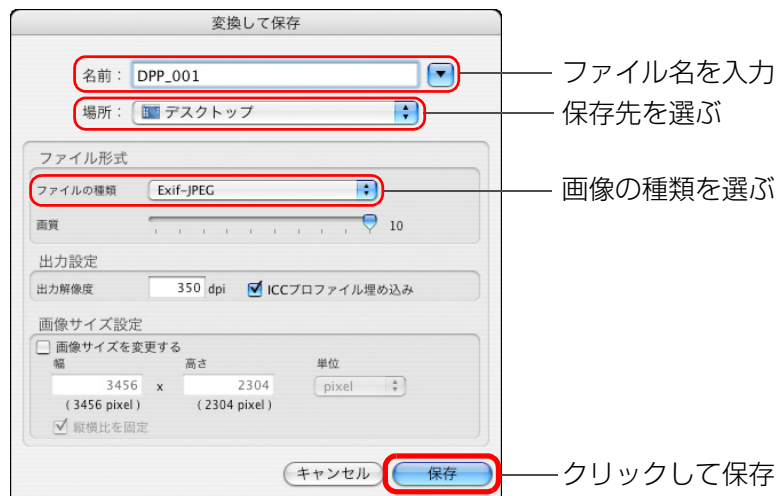 変換して保存
名前： DPP_001
ファイル名を入力
場所： デスクトップ
保存先を選ぶ
ファイル形式
ファイルの種類 Exif-JPEG
画像の種類を選ぶ
画質 10
出力設定
出力解像度 350 dpi ICCプロファイル埋め込み
画像サイズ設定
画像サイズを変更する
幅 高さ 単位
3456 x 2304 pixel
( 3456 pixel ) ( 2304 pixel )
縦横比を固定
キャンセル 保存
クリックして保存